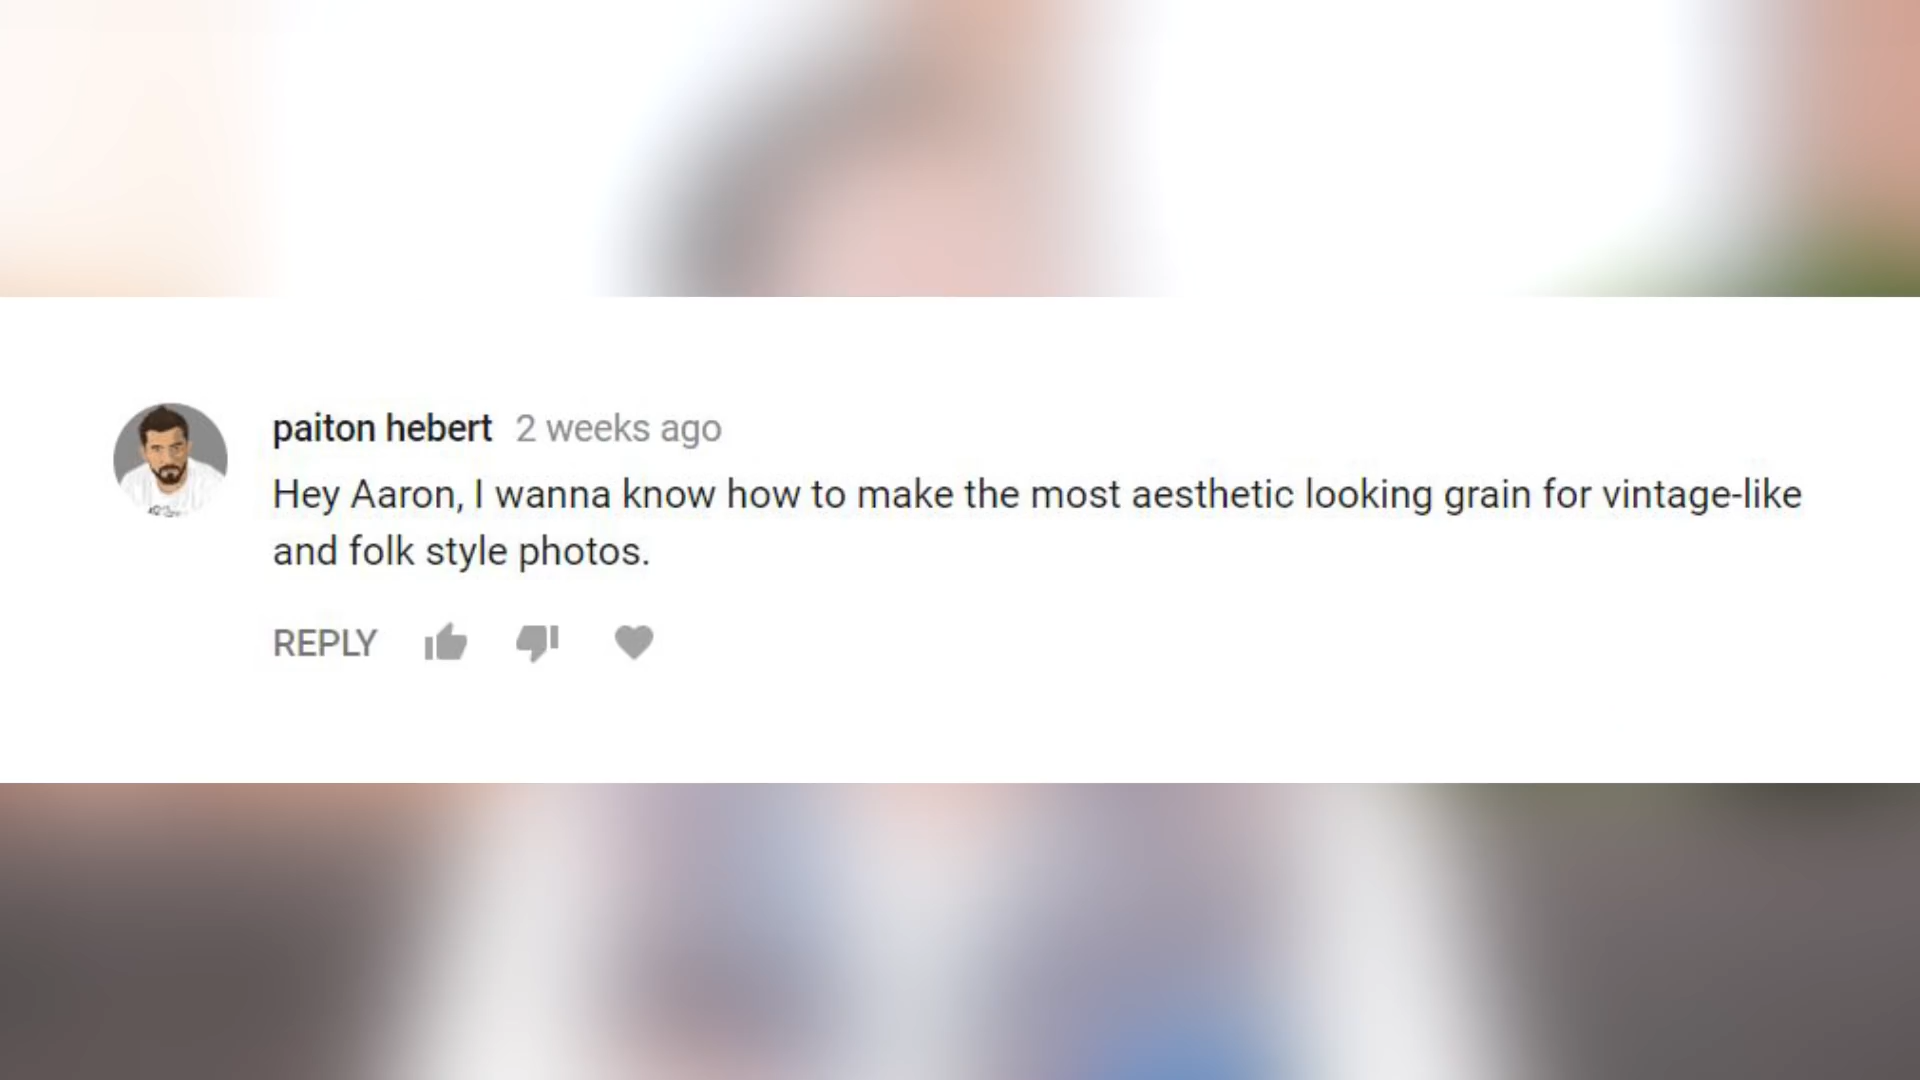 paiton hebert 2 weeks ago
Hey Aaron, I wanna know how to make the most aesthetic looking grain for vintage-like
and folk style photos.
REPLY